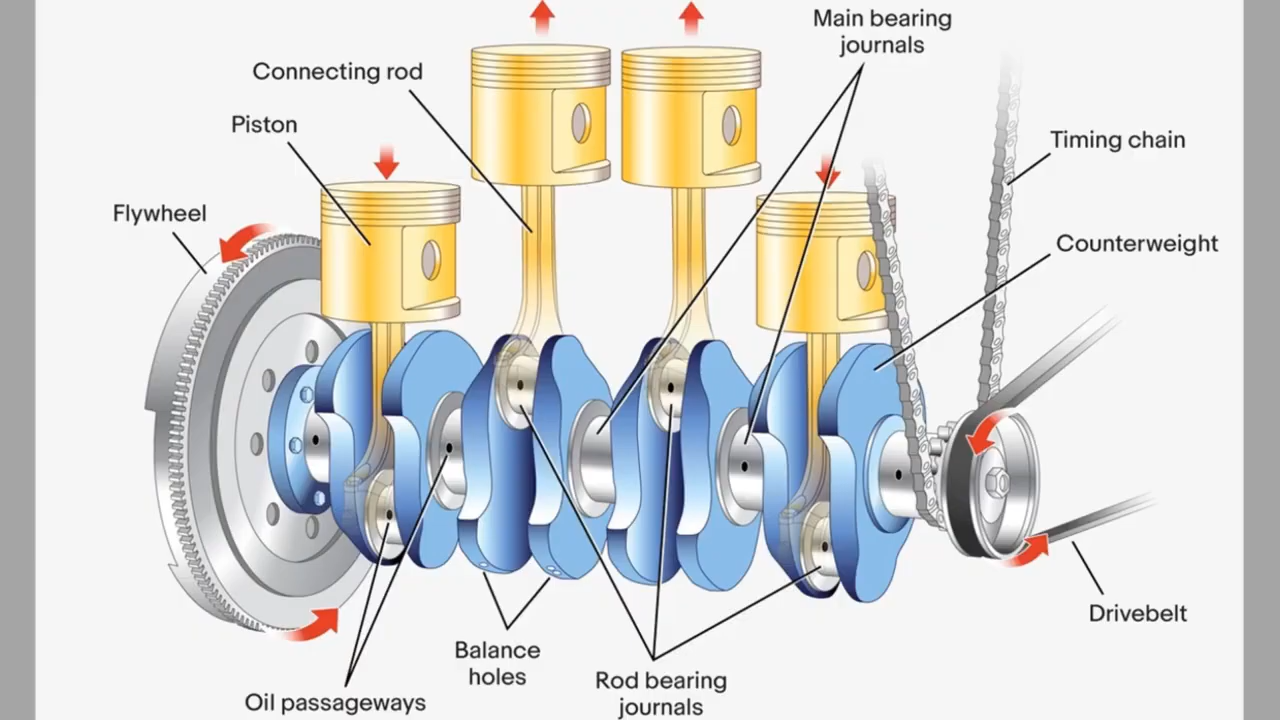 Main bearing
journals
Connecting rod
Piston
Timing chain
Flywheel
Counterweight
Drivebelt
Balance
holes
Rod bearing
journals
Oil passageways